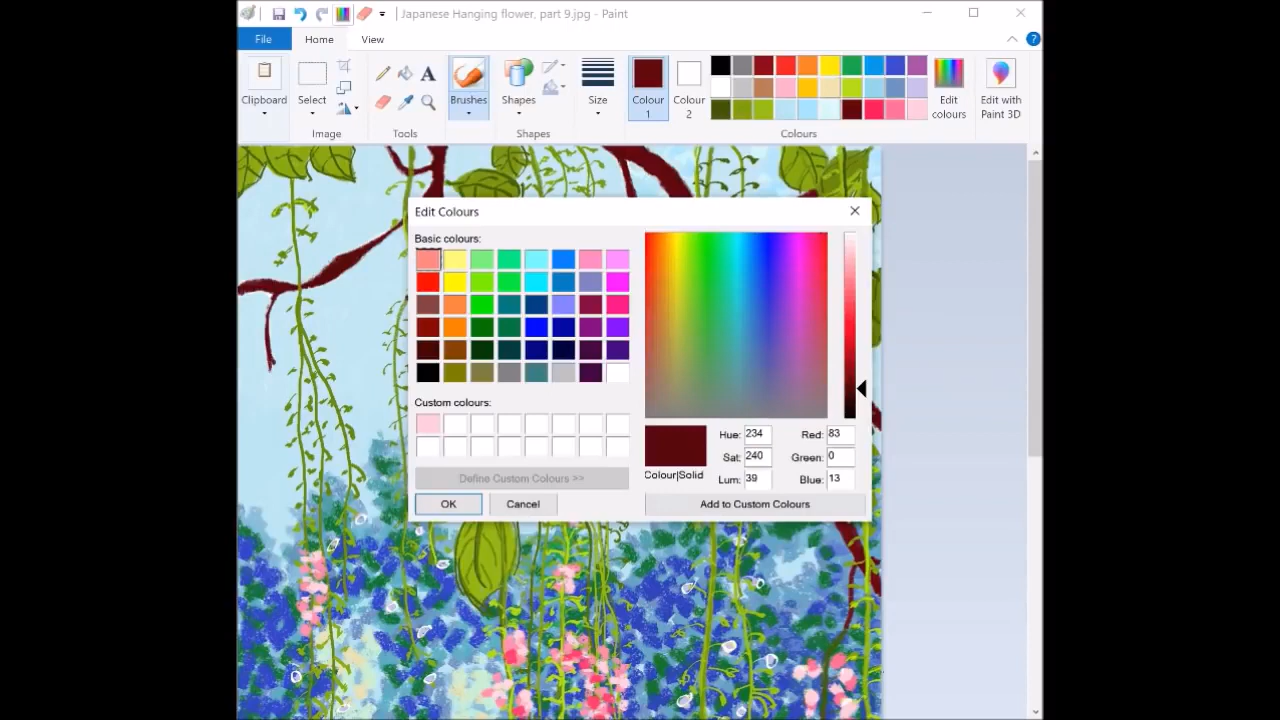 Japanese Hanging flower, part 9.jpg - Paint
File Home View
Clipboard
Select
Image
A
Tools
Brushes
Shapes
Shapes
Size
Colour 1
Colour 2
Edit colours
Edit with Paint 3D
Colours
Edit Colours
Basic colours:
Custom colours:
Define Custom Colours >>
OK Cancel
Colour|Solid
Hue: 234 Red: 83
Sat: 240 Green: 0
Lum: 39 Blue: 13
Add to Custom Colours